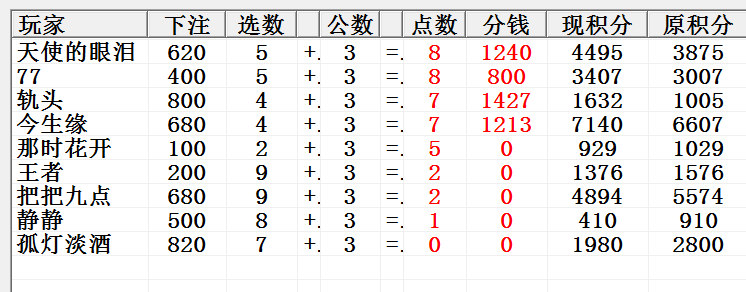 玩家 下注 选数 公数 点数 分钱 现积分 原积分
天使的眼泪 620 5 +. 3 =. 8 1240 4495 3875
77 400 5 +. 3 =. 8 800 3407 3007
轨头 800 4 +. 3 =. 7 1427 1632 1005
今生缘 680 4 +. 3 =. 7 1213 7140 6607
那时花开 100 2 +. 3 =. 5 0 929 1029
王者 200 9 +. 3 =. 2 0 1376 1576
把把九点 680 9 +. 3 =. 2 0 4894 5574
静静 500 8 +. 3 =. 1 0 410 910
孤灯淡酒 820 7 +. 3 =. 0 0 1980 2800